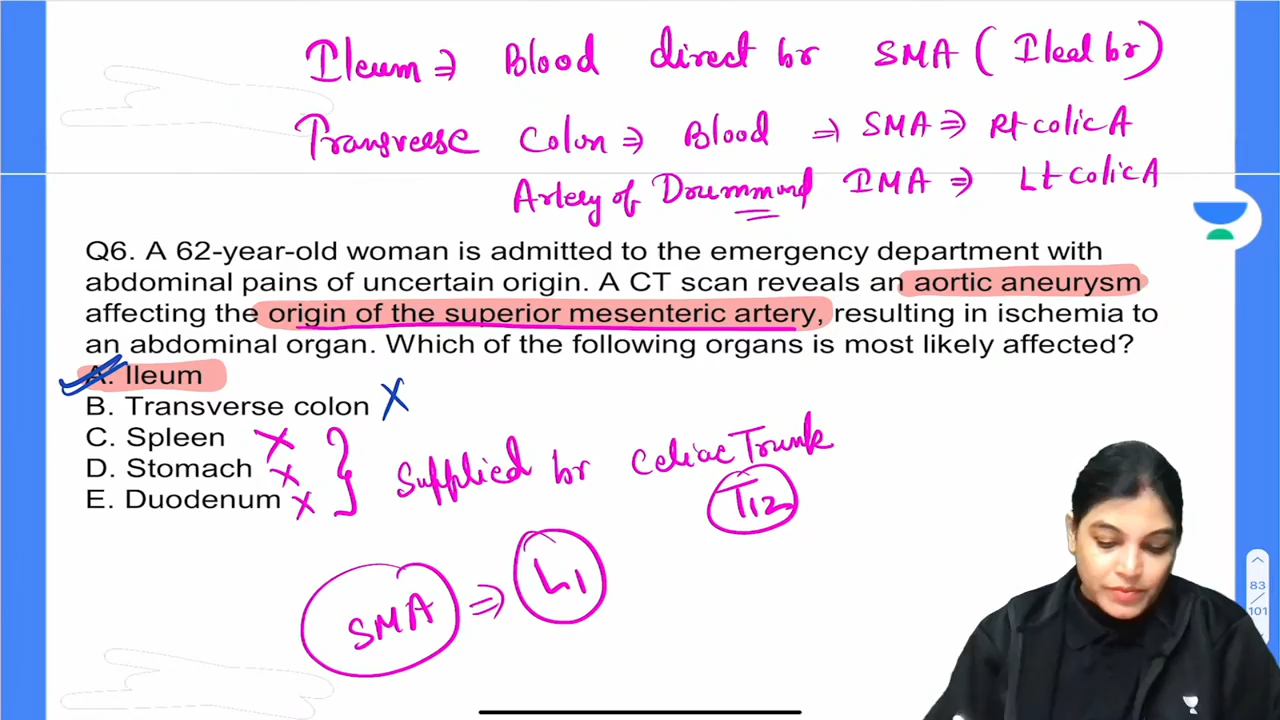 Ileum ⇒ Blood direct br SMA ( Ileal br)
Transverse Colon ⇒ Blood ⇒ SMA ⇒ Rt colic A
Artery of Drummond IMA ⇒ Lt colic A
Q6. A 62-year-old woman is admitted to the emergency department with
abdominal pains of uncertain origin. A CT scan reveals an aortic aneurysm
affecting the origin of the superior mesenteric artery, resulting in ischemia to
an abdominal organ. Which of the following organs is most likely affected?
A. Ileum
B. Transverse colon X
C. Spleen X
D. Stomach X
E. Duodenum X
Supplied br Celiac Trunk
T12
SMA ⇒ L1
83
/
101